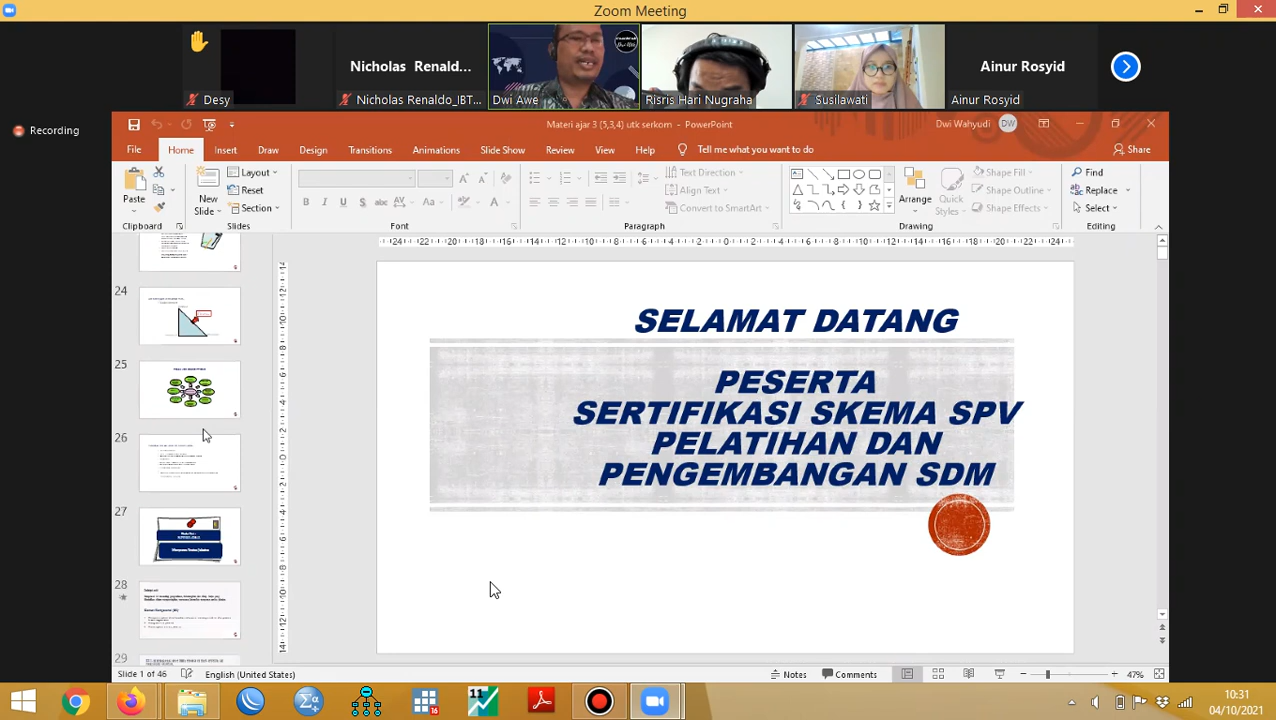 Zoom Meeting
Desy
Nicholas Renald...
Nicholas Renaldo_IBT...
Dwi Awe
Risris Hari Nugraha
Susilawati
Ainur Rosyid
Ainur Rosyid
Recording
Materi ajar 3 (5,3,4) utk serkom - PowerPoint
Dwi Wahyudi DW
File Home Insert Draw Design Transitions Animations Slide Show Review View Help Tell me what you want to do Share
Paste
New Slide
Layout
Reset
Section
Text Direction
Align Text
Convert to SmartArt
Arrange
Quick Styles
Shape Fill
Shape Outline
Shape Effects
Find
Replace
Select
Clipboard Slides Font Paragraph Drawing Editing
24
25
26
27
28
29
SELAMAT DATANG
PESERTA
SERTIFIKASI SKEMA SPV
PELATIHAN DAN
PENGEMBANGAN SDM
Slide 1 of 46 English (United States) Notes Comments 47%
10:31
04/10/2021